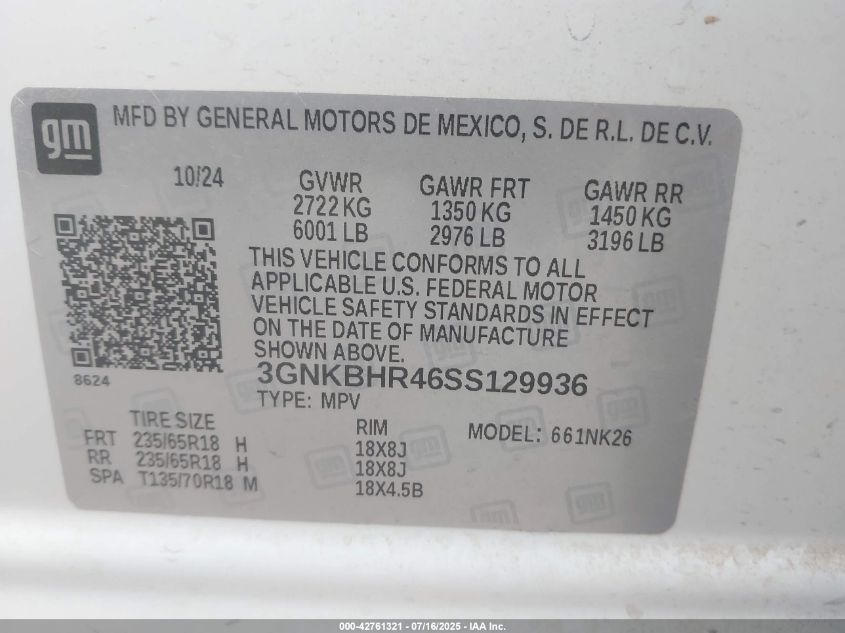 gm
MFD BY GENERAL MOTORS DE MEXICO, S. DE R.L. DE C.V.
10/24
GVWR GAWR FRT GAWR RR
2722 KG 1350 KG 1450 KG
6001 LB 2976 LB 3196 LB
THIS VEHICLE CONFORMS TO ALL
APPLICABLE U.S. FEDERAL MOTOR
VEHICLE SAFETY STANDARDS IN EFFECT
ON THE DATE OF MANUFACTURE
SHOWN ABOVE.
8624
3GNKBHR46SS129936
TYPE: MPV
TIRE SIZE RIM MODEL: 661NK26
FRT 235/65R18 H 18X8J
RR 235/65R18 H 18X8J
SPA T135/70R18 M 18X4.5B
000-42761321 - 07/16/2025 - IAA Inc.